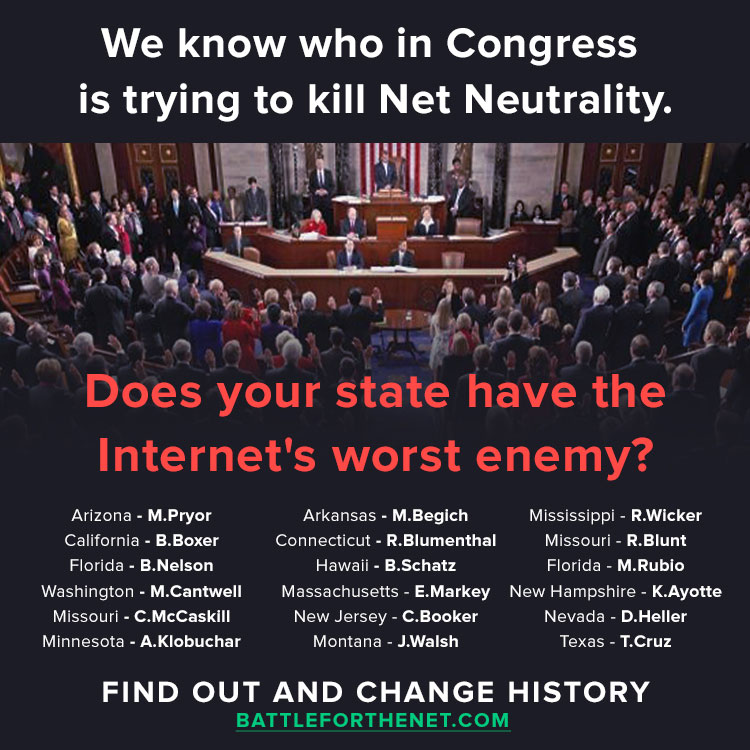 We know who in Congress
is trying to kill Net Neutrality.
Does your state have the
Internet's worst enemy?
Arizona - M.Pryor
California - B.Boxer
Florida - B.Nelson
Washington - M.Cantwell
Missouri - C.McCaskill
Minnesota - A.Klobuchar
Arkansas - M.Begich
Connecticut - R.Blumenthal
Hawaii - B.Schatz
Massachusetts - E.Markey
New Jersey - C.Booker
Montana - J.Walsh
Mississippi - R.Wicker
Missouri - R.Blunt
Florida - M.Rubio
New Hampshire - K.Ayotte
Nevada - D.Heller
Texas - T.Cruz
FIND OUT AND CHANGE HISTORY
BATTLEFORTHENET.COM